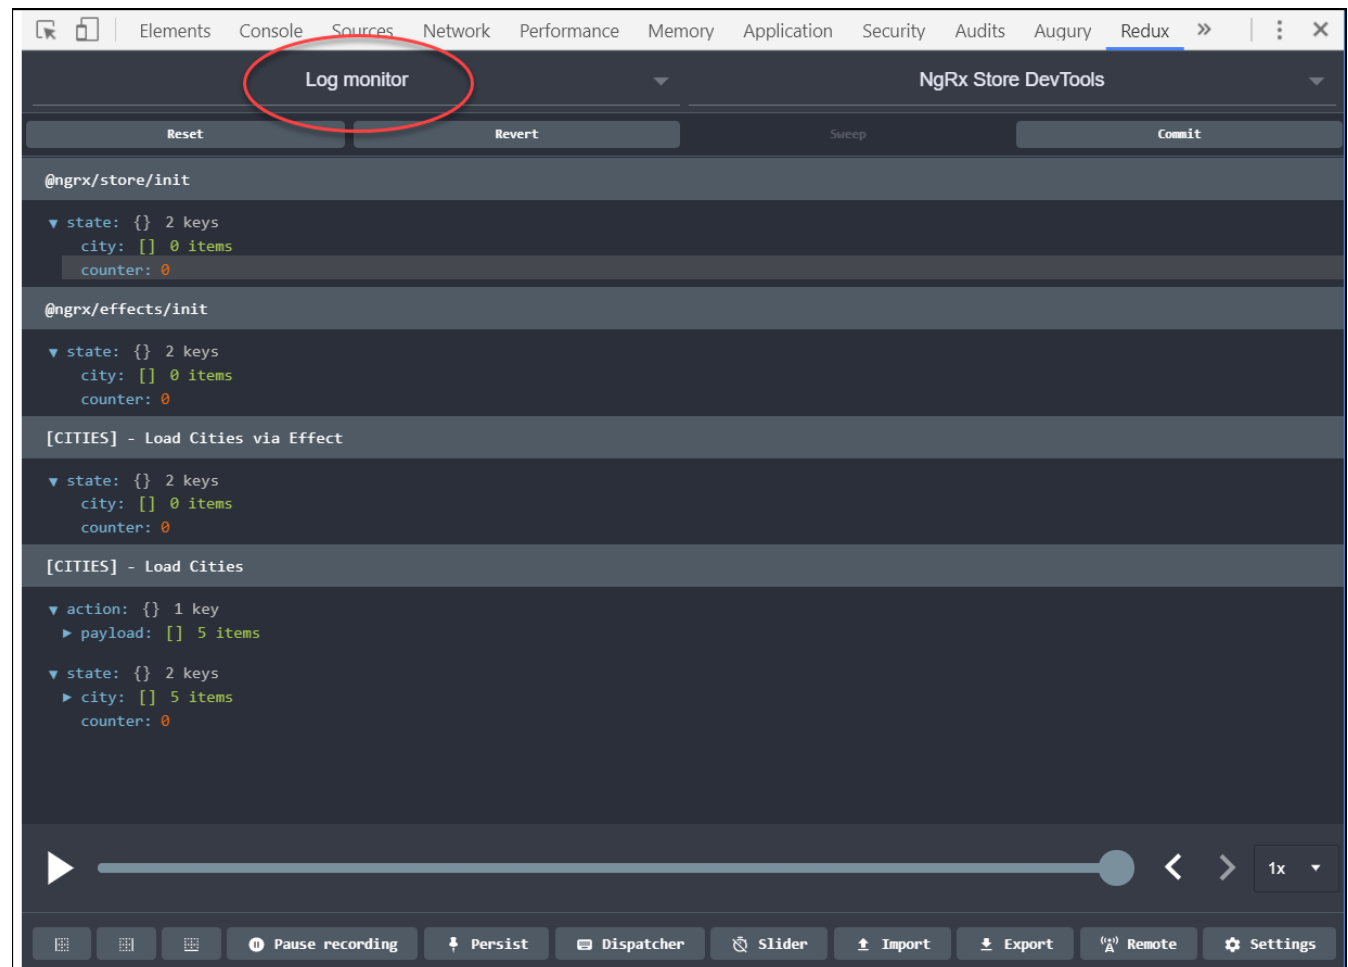 Elements Console Sources Network Performance Memory Application Security Audits Augury Redux »
Log monitor NgRx Store DevTools
Reset Revert Sweep Commit
@ngrx/store/init
▼ state: {} 2 keys
city: [] 0 items
counter: 0
@ngrx/effects/init
▼ state: {} 2 keys
city: [] 0 items
counter: 0
[CITIES] - Load Cities via Effect
▼ state: {} 2 keys
city: [] 0 items
counter: 0
[CITIES] - Load Cities
▼ action: {} 1 key
▶ payload: [] 5 items
▼ state: {} 2 keys
▶ city: [] 5 items
counter: 0
1x
Pause recording Persist Dispatcher Slider Import Export Remote Settings